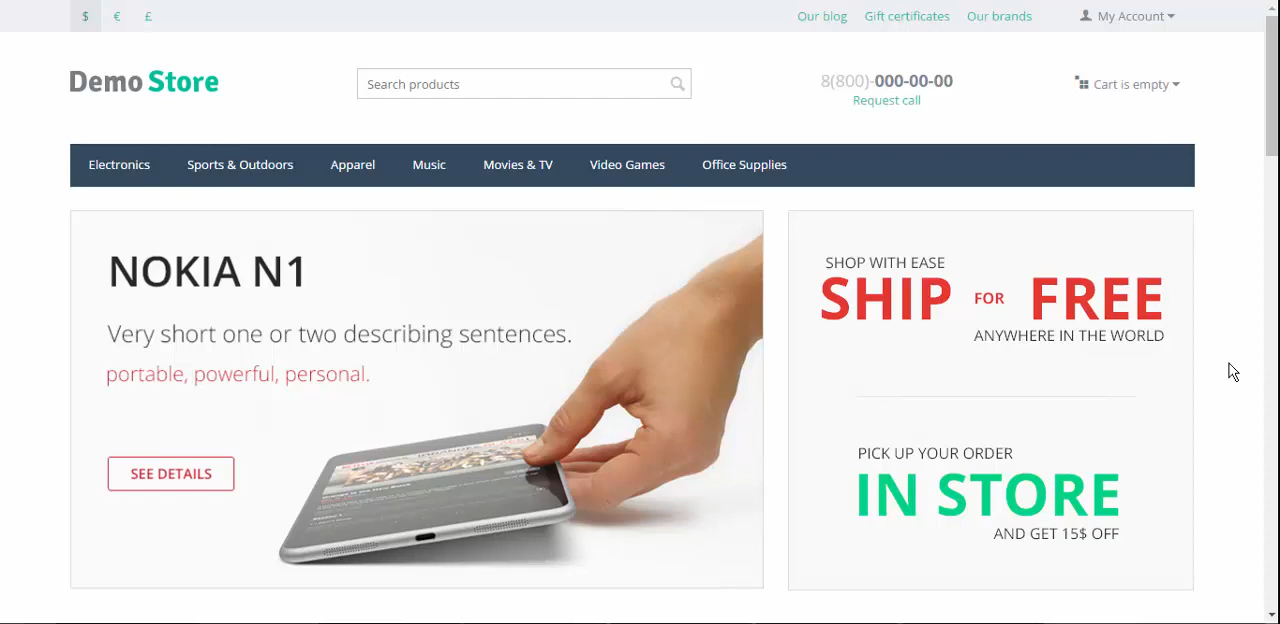 $ € £ Our blog Gift certificates Our brands My Account
Demo Store Search products 8(800)-000-00-00 Cart is empty
Request call
Electronics Sports & Outdoors Apparel Music Movies & TV Video Games Office Supplies
NOKIA N1
Very short one or two describing sentences.
portable, powerful, personal.
SEE DETAILS
SHOP WITH EASE
SHIP FOR FREE
ANYWHERE IN THE WORLD
PICK UP YOUR ORDER
IN STORE
AND GET 15$ OFF